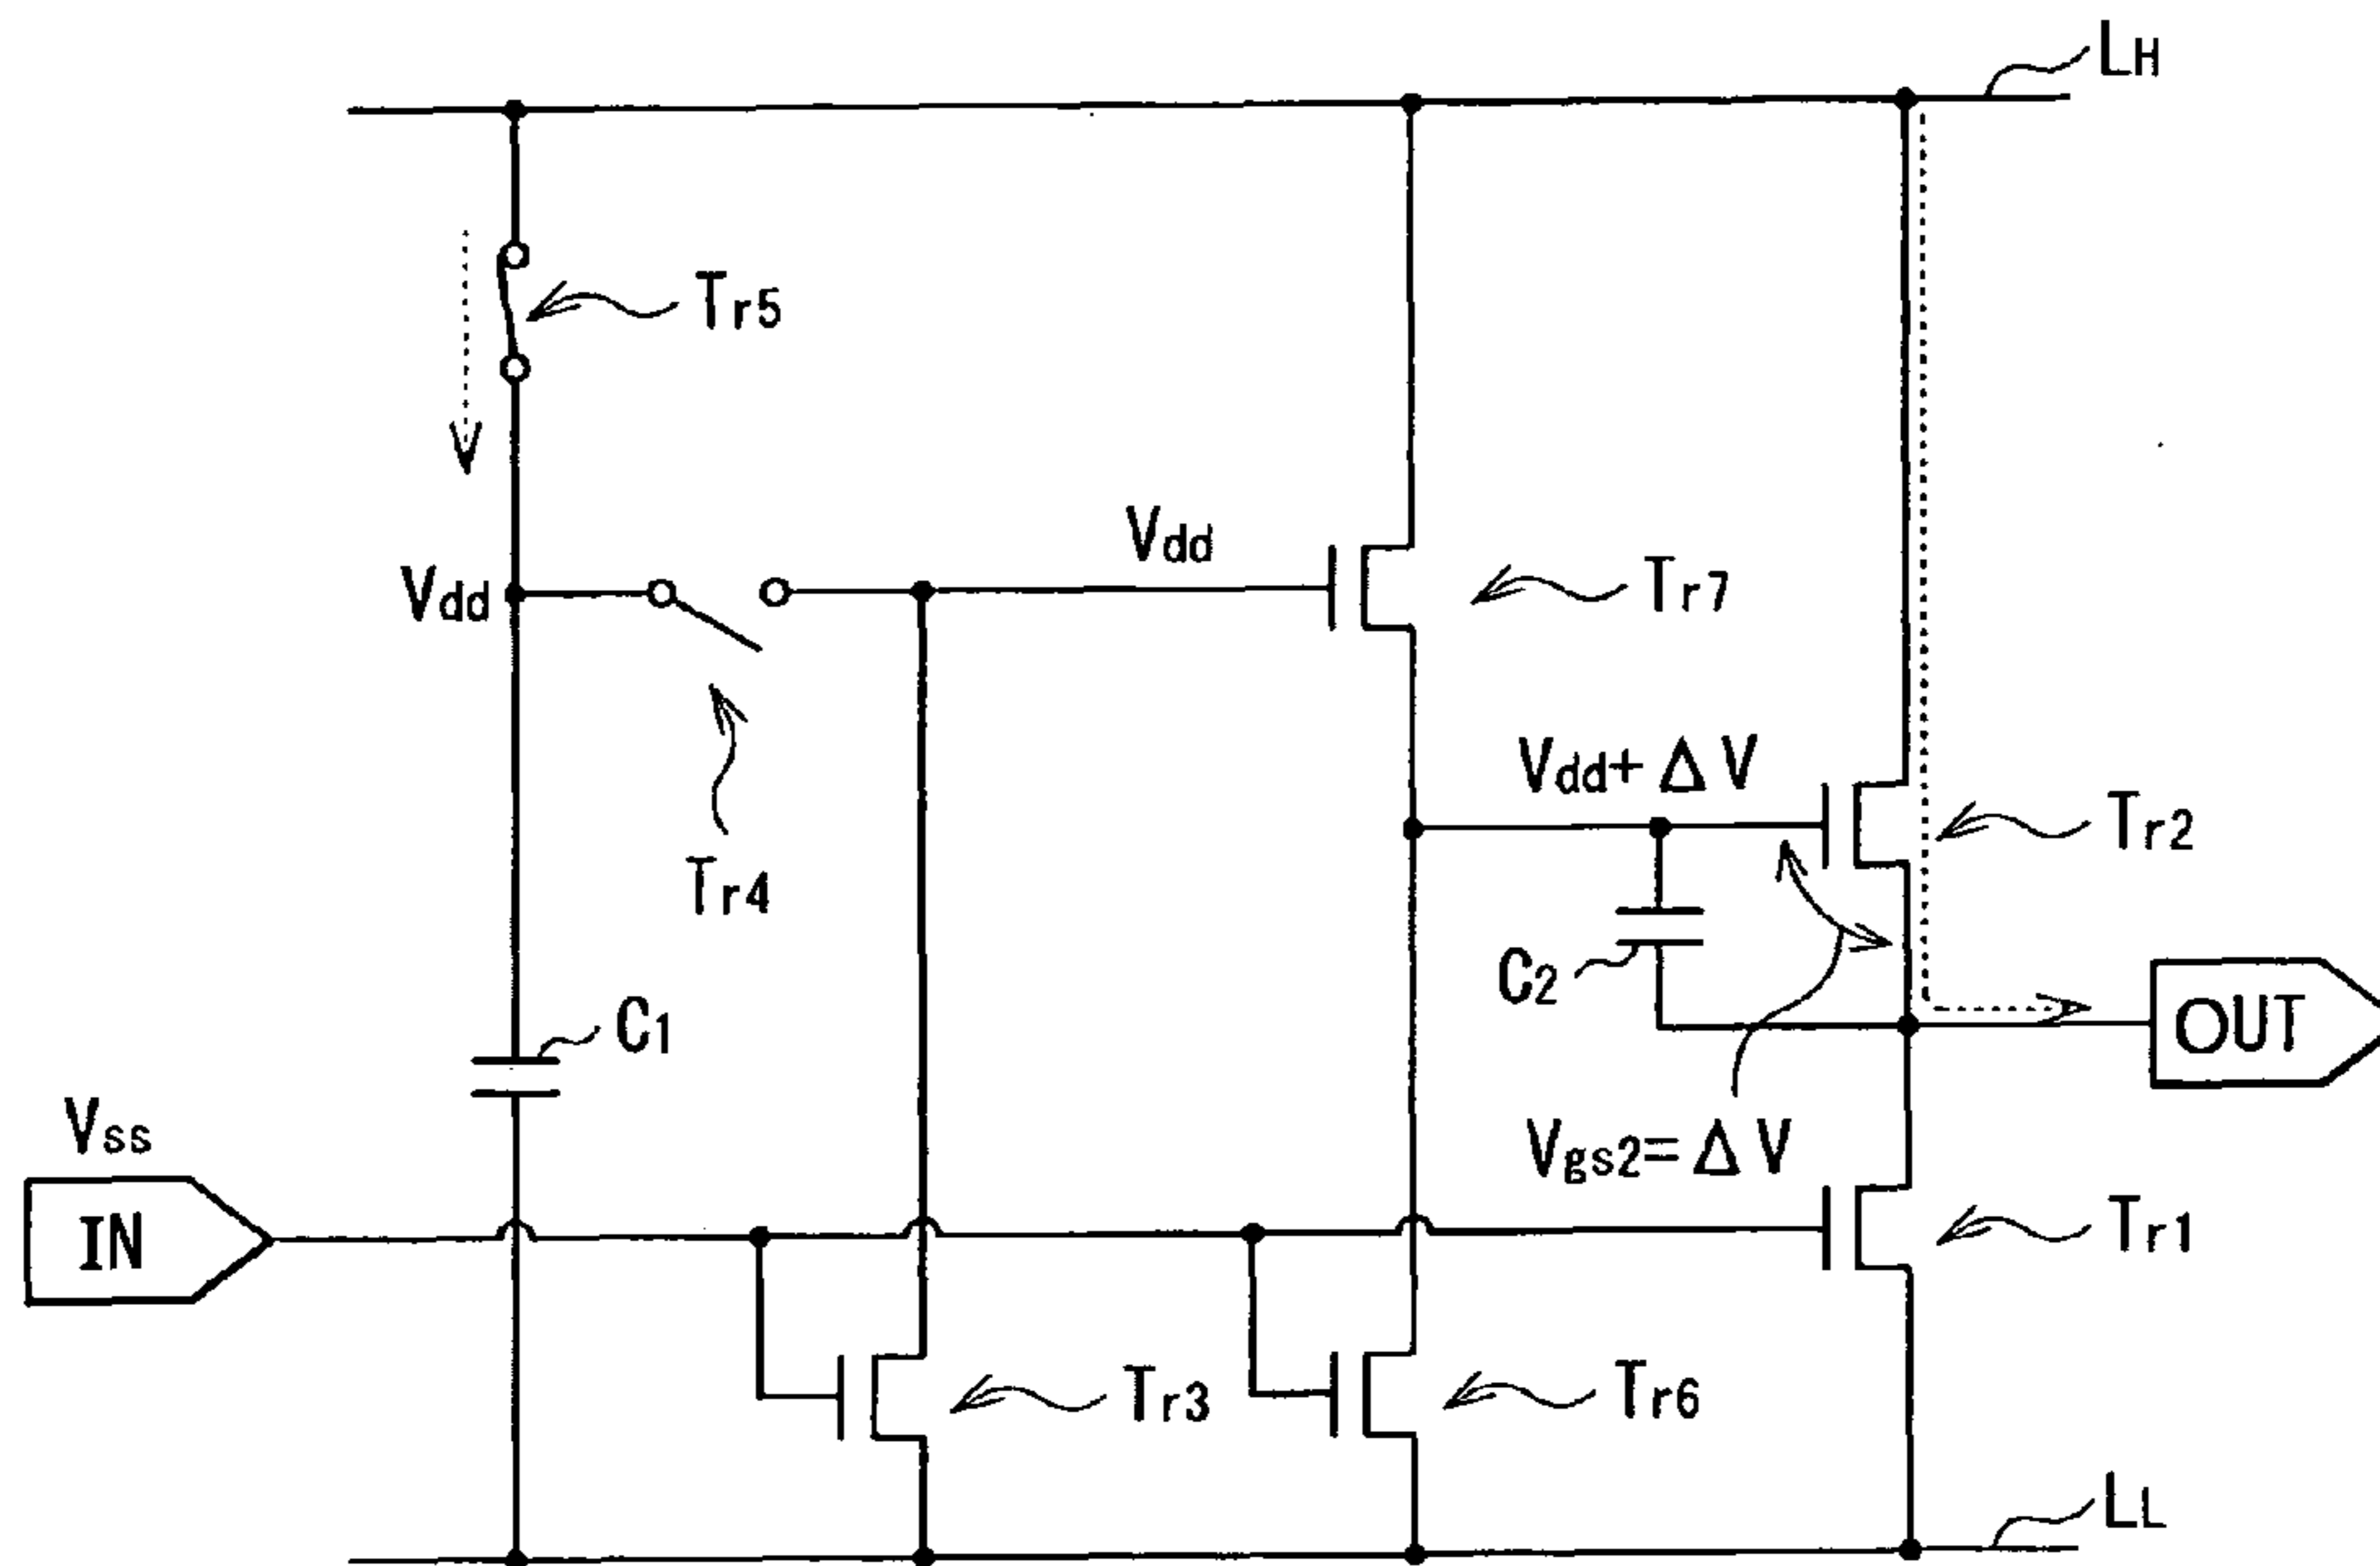 LH
Tr5
Vdd
Vdd
Tr7
Tr4
Vdd+ΔV
Tr2
C2
C1
OUT
Vss
IN
Vgs2=ΔV
Tr1
Tr3
Tr6
LL